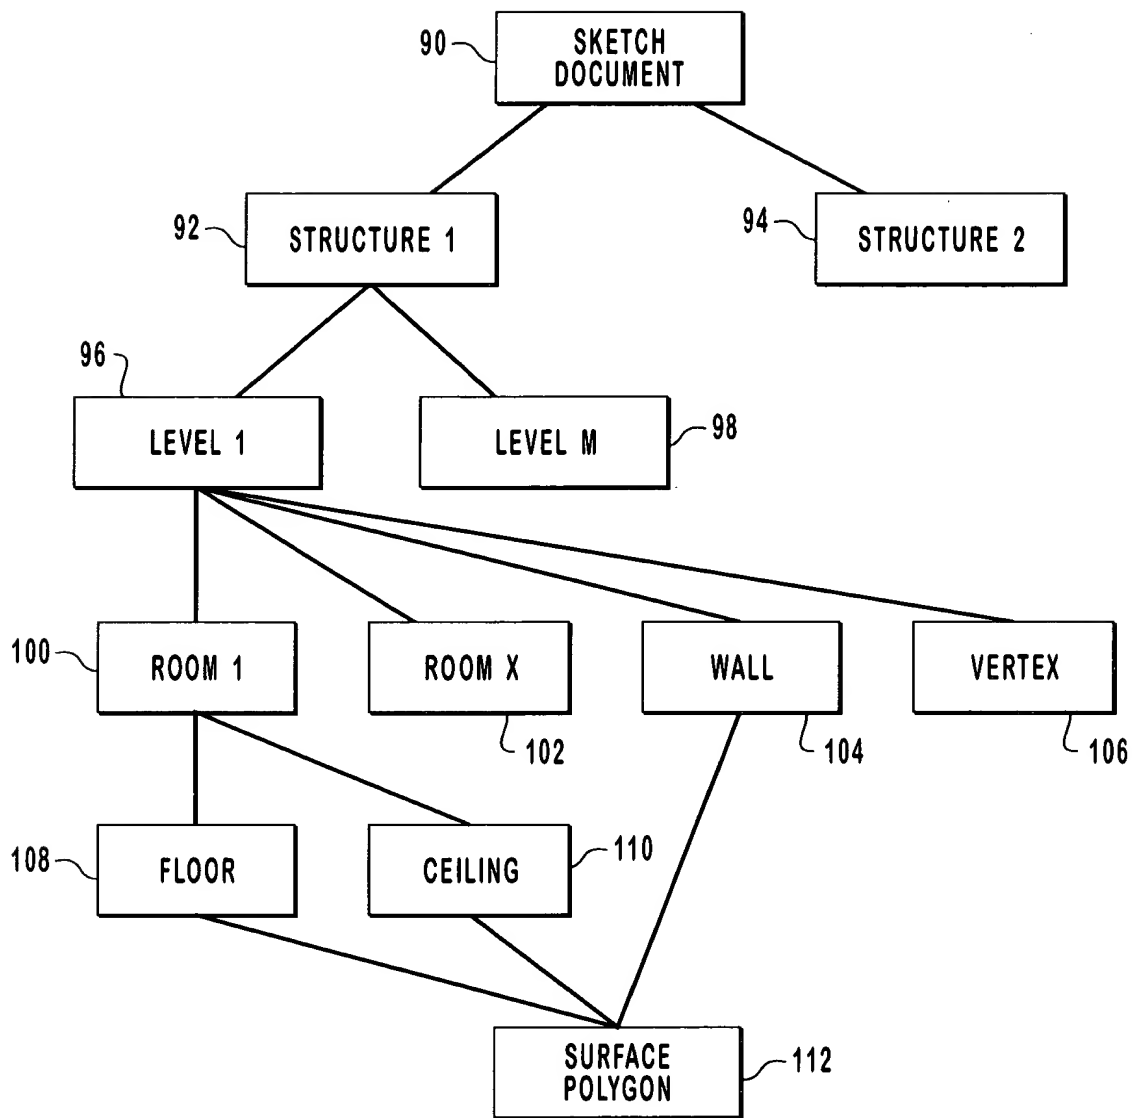 90
SKETCH
DOCUMENT
92
STRUCTURE 1
94
STRUCTURE 2
96
LEVEL 1
LEVEL M
98
100
ROOM 1
ROOM X
WALL
VERTEX
102
104
106
108
FLOOR
CEILING
110
SURFACE
POLYGON
112